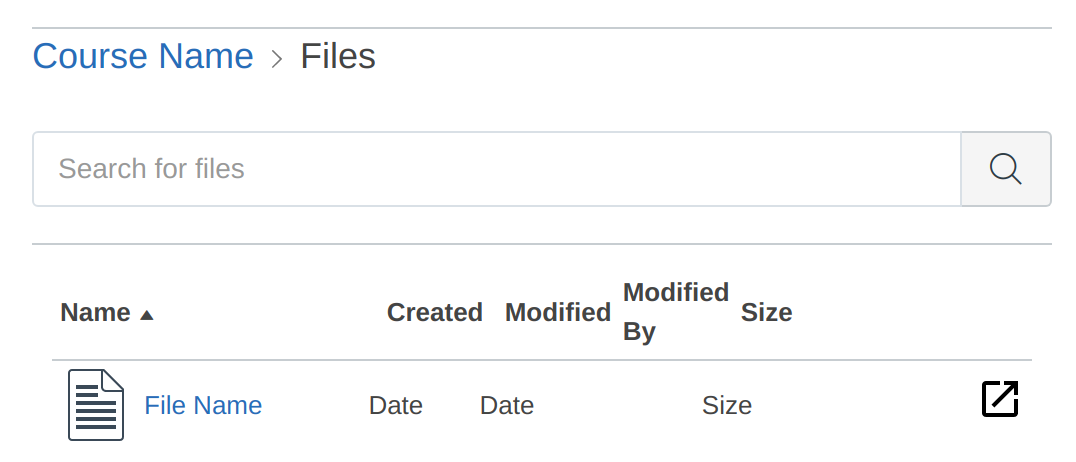 Course Name > Files
Search for files
Name ▲ Created Modified Modified By Size
File Name Date Date Size